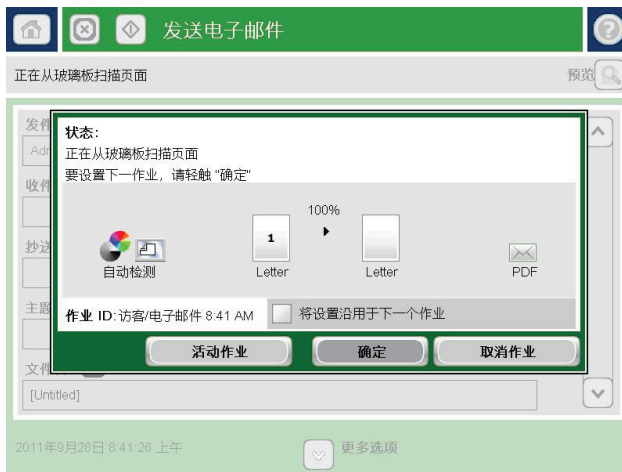 发送电子邮件
正在从玻璃板扫描页面
预览
发件
Adr
状态:
正在从玻璃板扫描页面
要设置下一作业，请轻触 "确定"
收件
100%
1
抄送
自动检测
Letter
Letter
PDF
主题
作业 ID:访客/电子邮件 8:41 AM
将设置沿用于下一个作业
活动作业
确定
取消作业
文件
[Untitled]
2011年9月28日 8:41:26 上午
更多选项